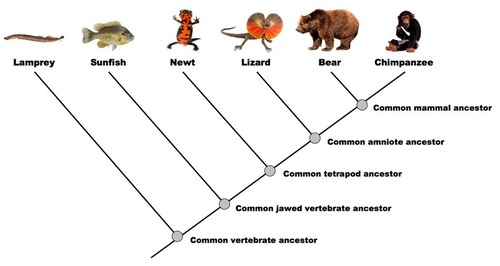 Lamprey Sunfish Newt Lizard Bear Chimpanzee
Common mammal ancestor
Common amniote ancestor
Common tetrapod ancestor
Common jawed vertebrate ancestor
Common vertebrate ancestor